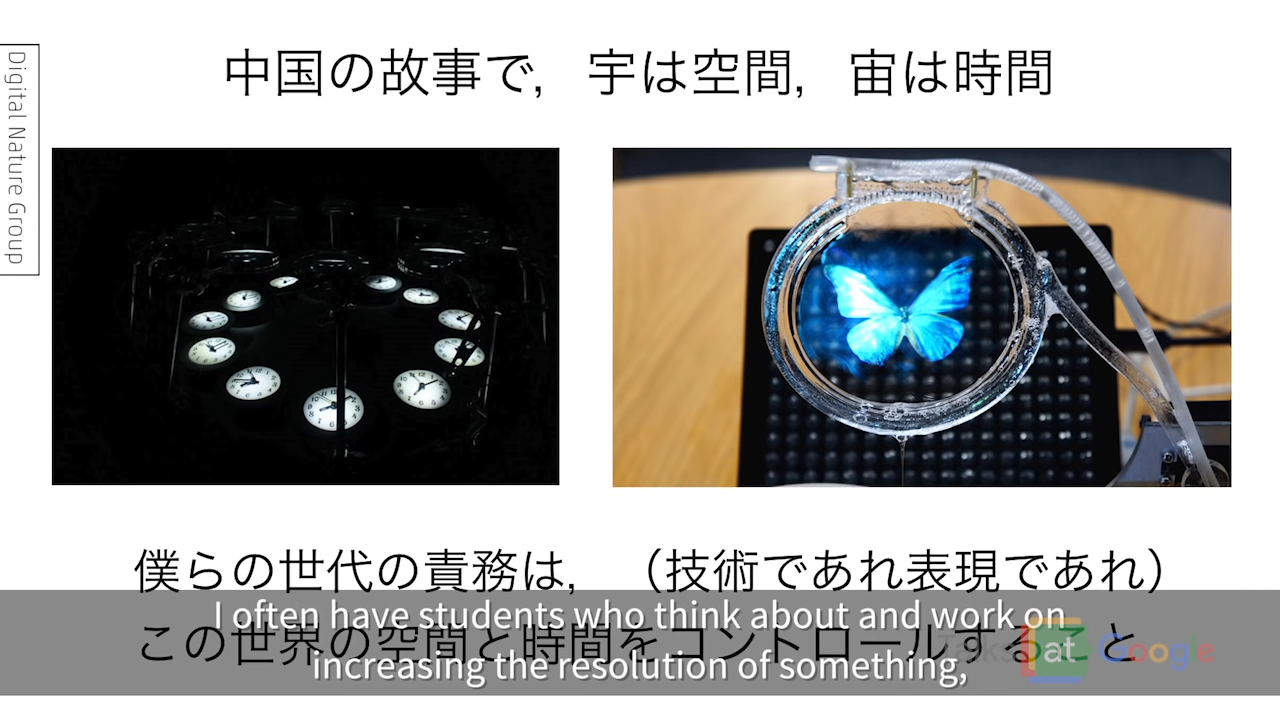 Digital Nature Group
中国の故事で，宇は空間，宙は時間
僕らの世代の責務は，（技術であれ表現であれ）
この世界の空間と時間をコントロールすること
I often have students who think about and work on
increasing the resolution of something,
Talks at Google